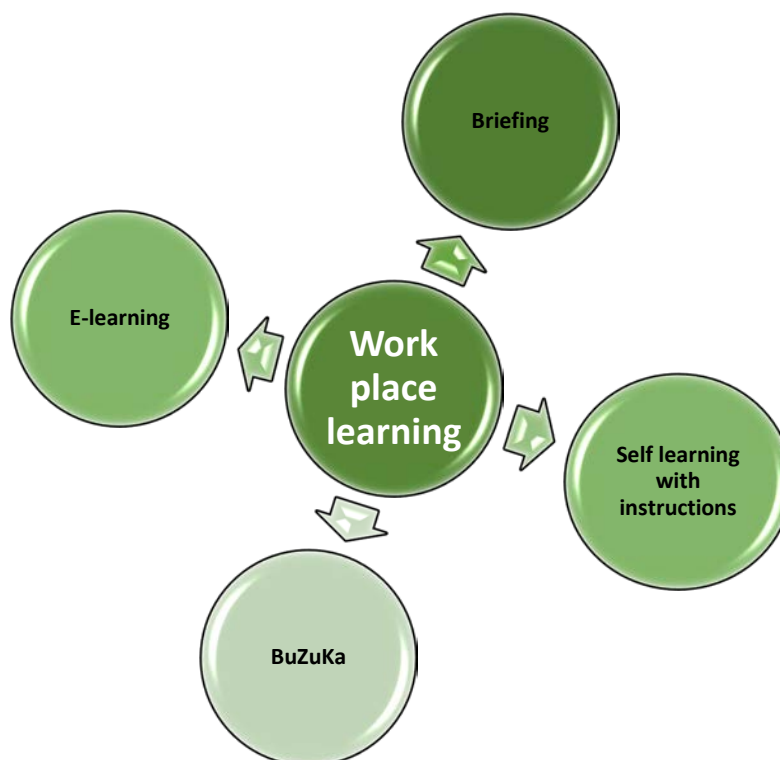 Briefing
E-learning
Work
place
learning
Self learning
with
instructions
BuZuKa